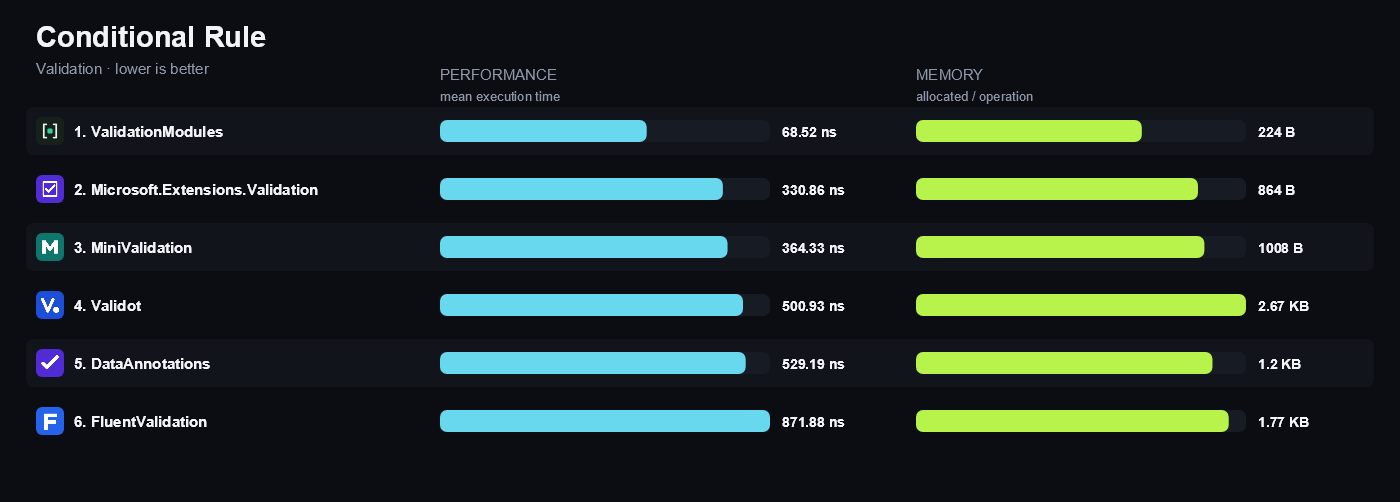 Conditional Rule
Validation · lower is better
PERFORMANCE
mean execution time
MEMORY
allocated / operation
1. ValidationModules 68.52 ns 224 B
2. Microsoft.Extensions.Validation 330.86 ns 864 B
M 3. MiniValidation 364.33 ns 1008 B
V. 4. Validot 500.93 ns 2.67 KB
5. DataAnnotations 529.19 ns 1.2 KB
F 6. FluentValidation 871.88 ns 1.77 KB